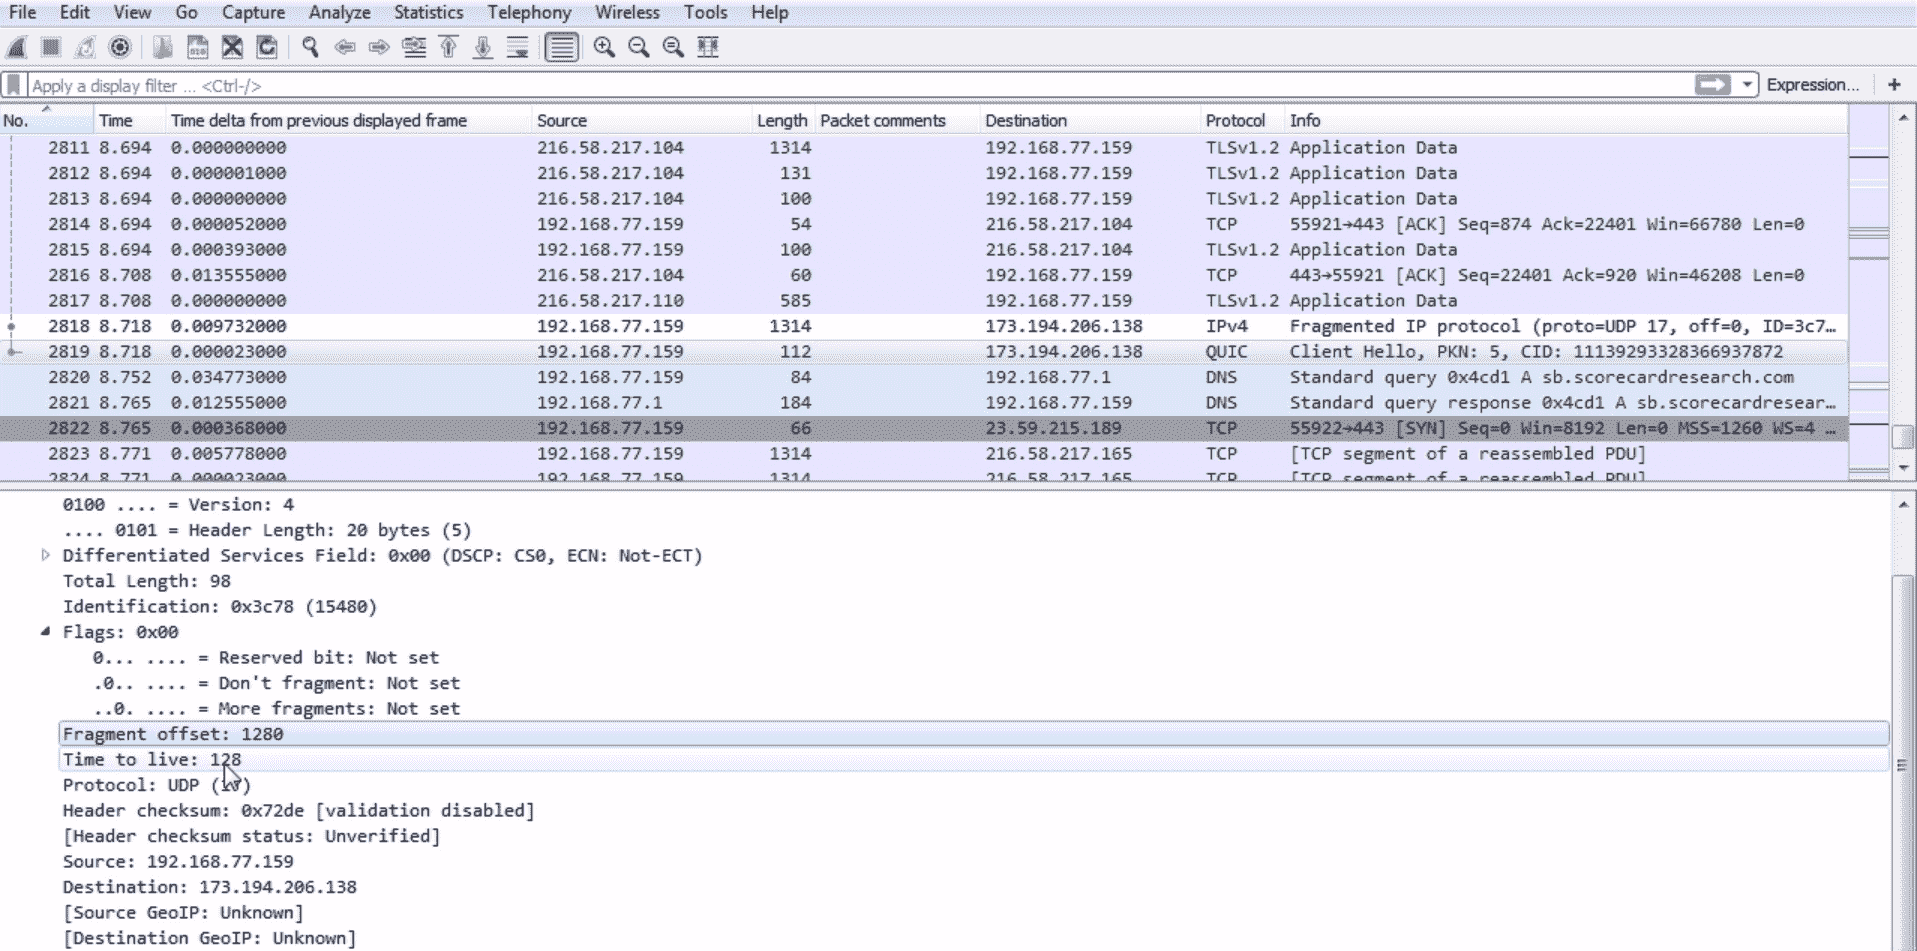 File Edit View Go Capture Analyze Statistics Telephony Wireless Tools Help
Apply a display filter ... <Ctrl-/> Expression... +
No. Time Time delta from previous displayed frame Source Length Packet comments Destination Protocol Info
2811 8.694 0.000000000 216.58.217.104 1314 192.168.77.159 TLSv1.2 Application Data
2812 8.694 0.000001000 216.58.217.104 131 192.168.77.159 TLSv1.2 Application Data
2813 8.694 0.000000000 216.58.217.104 100 192.168.77.159 TLSv1.2 Application Data
2814 8.694 0.000052000 192.168.77.159 54 216.58.217.104 TCP 55921→443 [ACK] Seq=874 Ack=22401 Win=66780 Len=0
2815 8.694 0.000393000 192.168.77.159 100 216.58.217.104 TLSv1.2 Application Data
2816 8.708 0.013555000 216.58.217.104 60 192.168.77.159 TCP 443→55921 [ACK] Seq=22401 Ack=920 Win=46208 Len=0
2817 8.708 0.000000000 216.58.217.110 585 192.168.77.159 TLSv1.2 Application Data
2818 8.718 0.009732000 192.168.77.159 1314 173.194.206.138 IPv4 Fragmented IP protocol (proto=UDP 17, off=0, ID=3c7…
2819 8.718 0.000023000 192.168.77.159 112 173.194.206.138 QUIC Client Hello, PKN: 5, CID: 11139293328366937872
2820 8.752 0.034773000 192.168.77.159 84 192.168.77.1 DNS Standard query 0x4cd1 A sb.scorecardresearch.com
2821 8.765 0.012555000 192.168.77.1 184 192.168.77.159 DNS Standard query response 0x4cd1 A sb.scorecardresear…
2822 8.765 0.000368000 192.168.77.159 66 23.59.215.189 TCP 55922→443 [SYN] Seq=0 Win=8192 Len=0 MSS=1260 WS=4 …
2823 8.771 0.005778000 192.168.77.159 1314 216.58.217.165 TCP [TCP segment of a reassembled PDU]
2824 8.771 0.000023000 192.168.77.159 1314 216.58.217.165 TCP [TCP segment of a reassembled PDU]
0100 .... = Version: 4
.... 0101 = Header Length: 20 bytes (5)
Differentiated Services Field: 0x00 (DSCP: CS0, ECN: Not-ECT)
Total Length: 98
Identification: 0x3c78 (15480)
Flags: 0x00
0... .... = Reserved bit: Not set
.0.. .... = Don't fragment: Not set
..0. .... = More fragments: Not set
Fragment offset: 1280
Time to live: 128
Protocol: UDP (17)
Header checksum: 0x72de [validation disabled]
[Header checksum status: Unverified]
Source: 192.168.77.159
Destination: 173.194.206.138
[Source GeoIP: Unknown]
[Destination GeoIP: Unknown]